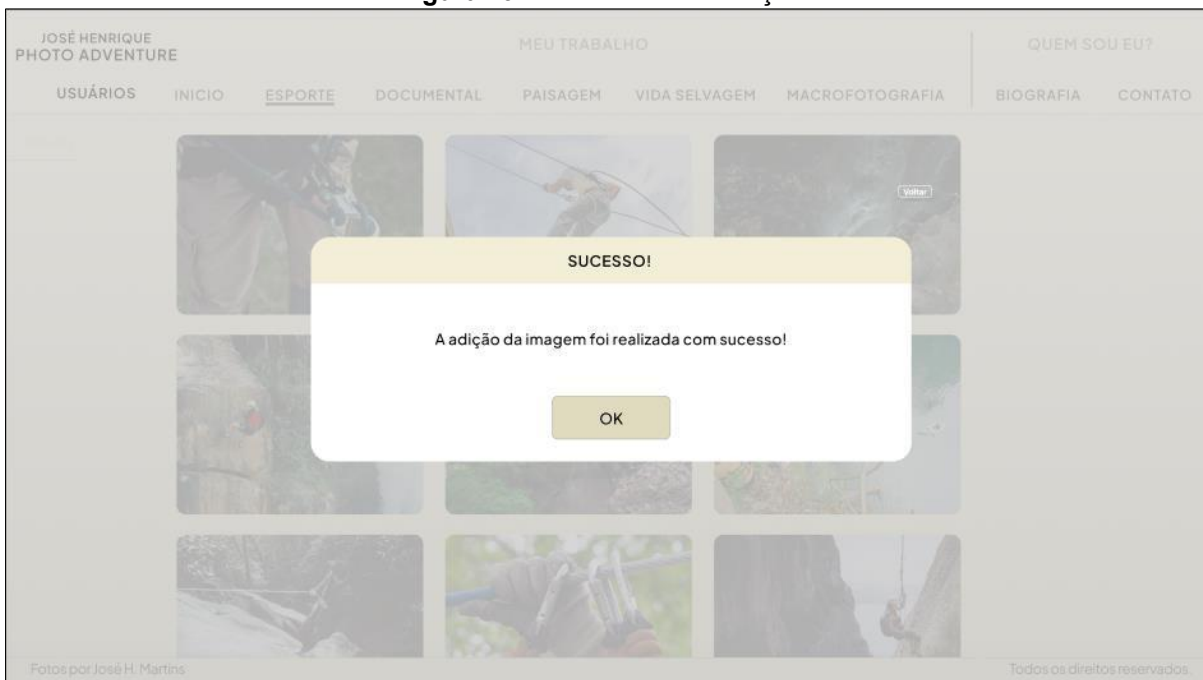 JOSÉ HENRIQUE
PHOTO ADVENTURE
MEU TRABALHO
QUEM SOU EU?
USUÁRIOS INICIO ESPORTE DOCUMENTAL PAISAGEM VIDA SELVAGEM MACROFOTOGRAFIA BIOGRAFIA CONTATO
Voltar
SUCESSO!
A adição da imagem foi realizada com sucesso!
OK
Fotos por José H. Martins
Todos os direitos reservados.